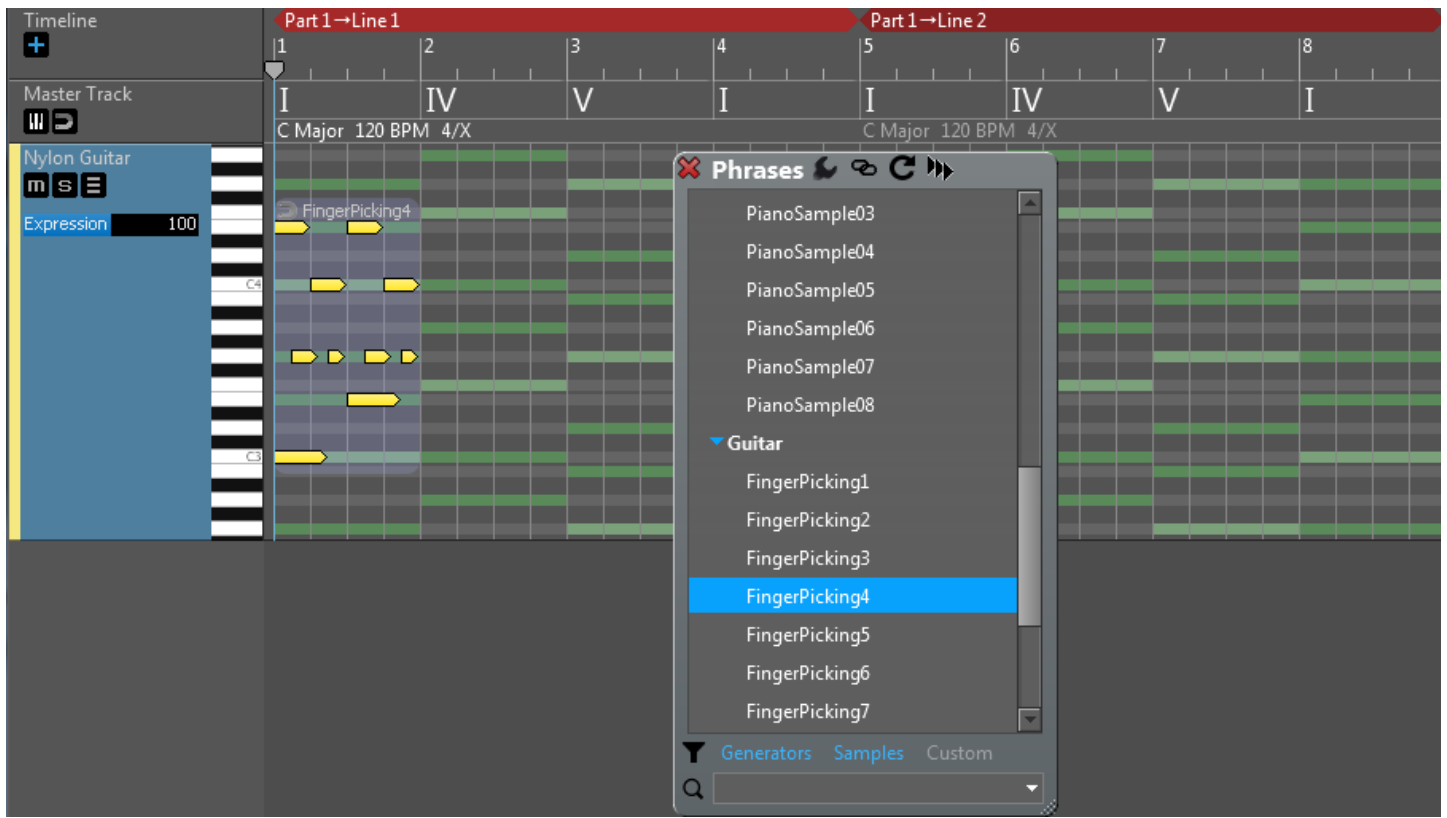 Timeline
Part 1→Line 1
Part 1→Line 2
1 2 3 4 5 6 7 8
Master Track
I IV V I I IV V I
C Major 120 BPM 4/X
C Major 120 BPM 4/X
Nylon Guitar
m s
Expression 100
FingerPicking4
C4
C3
Phrases
PianoSample03
PianoSample04
PianoSample05
PianoSample06
PianoSample07
PianoSample08
Guitar
FingerPicking1
FingerPicking2
FingerPicking3
FingerPicking4
FingerPicking5
FingerPicking6
FingerPicking7
Generators Samples Custom